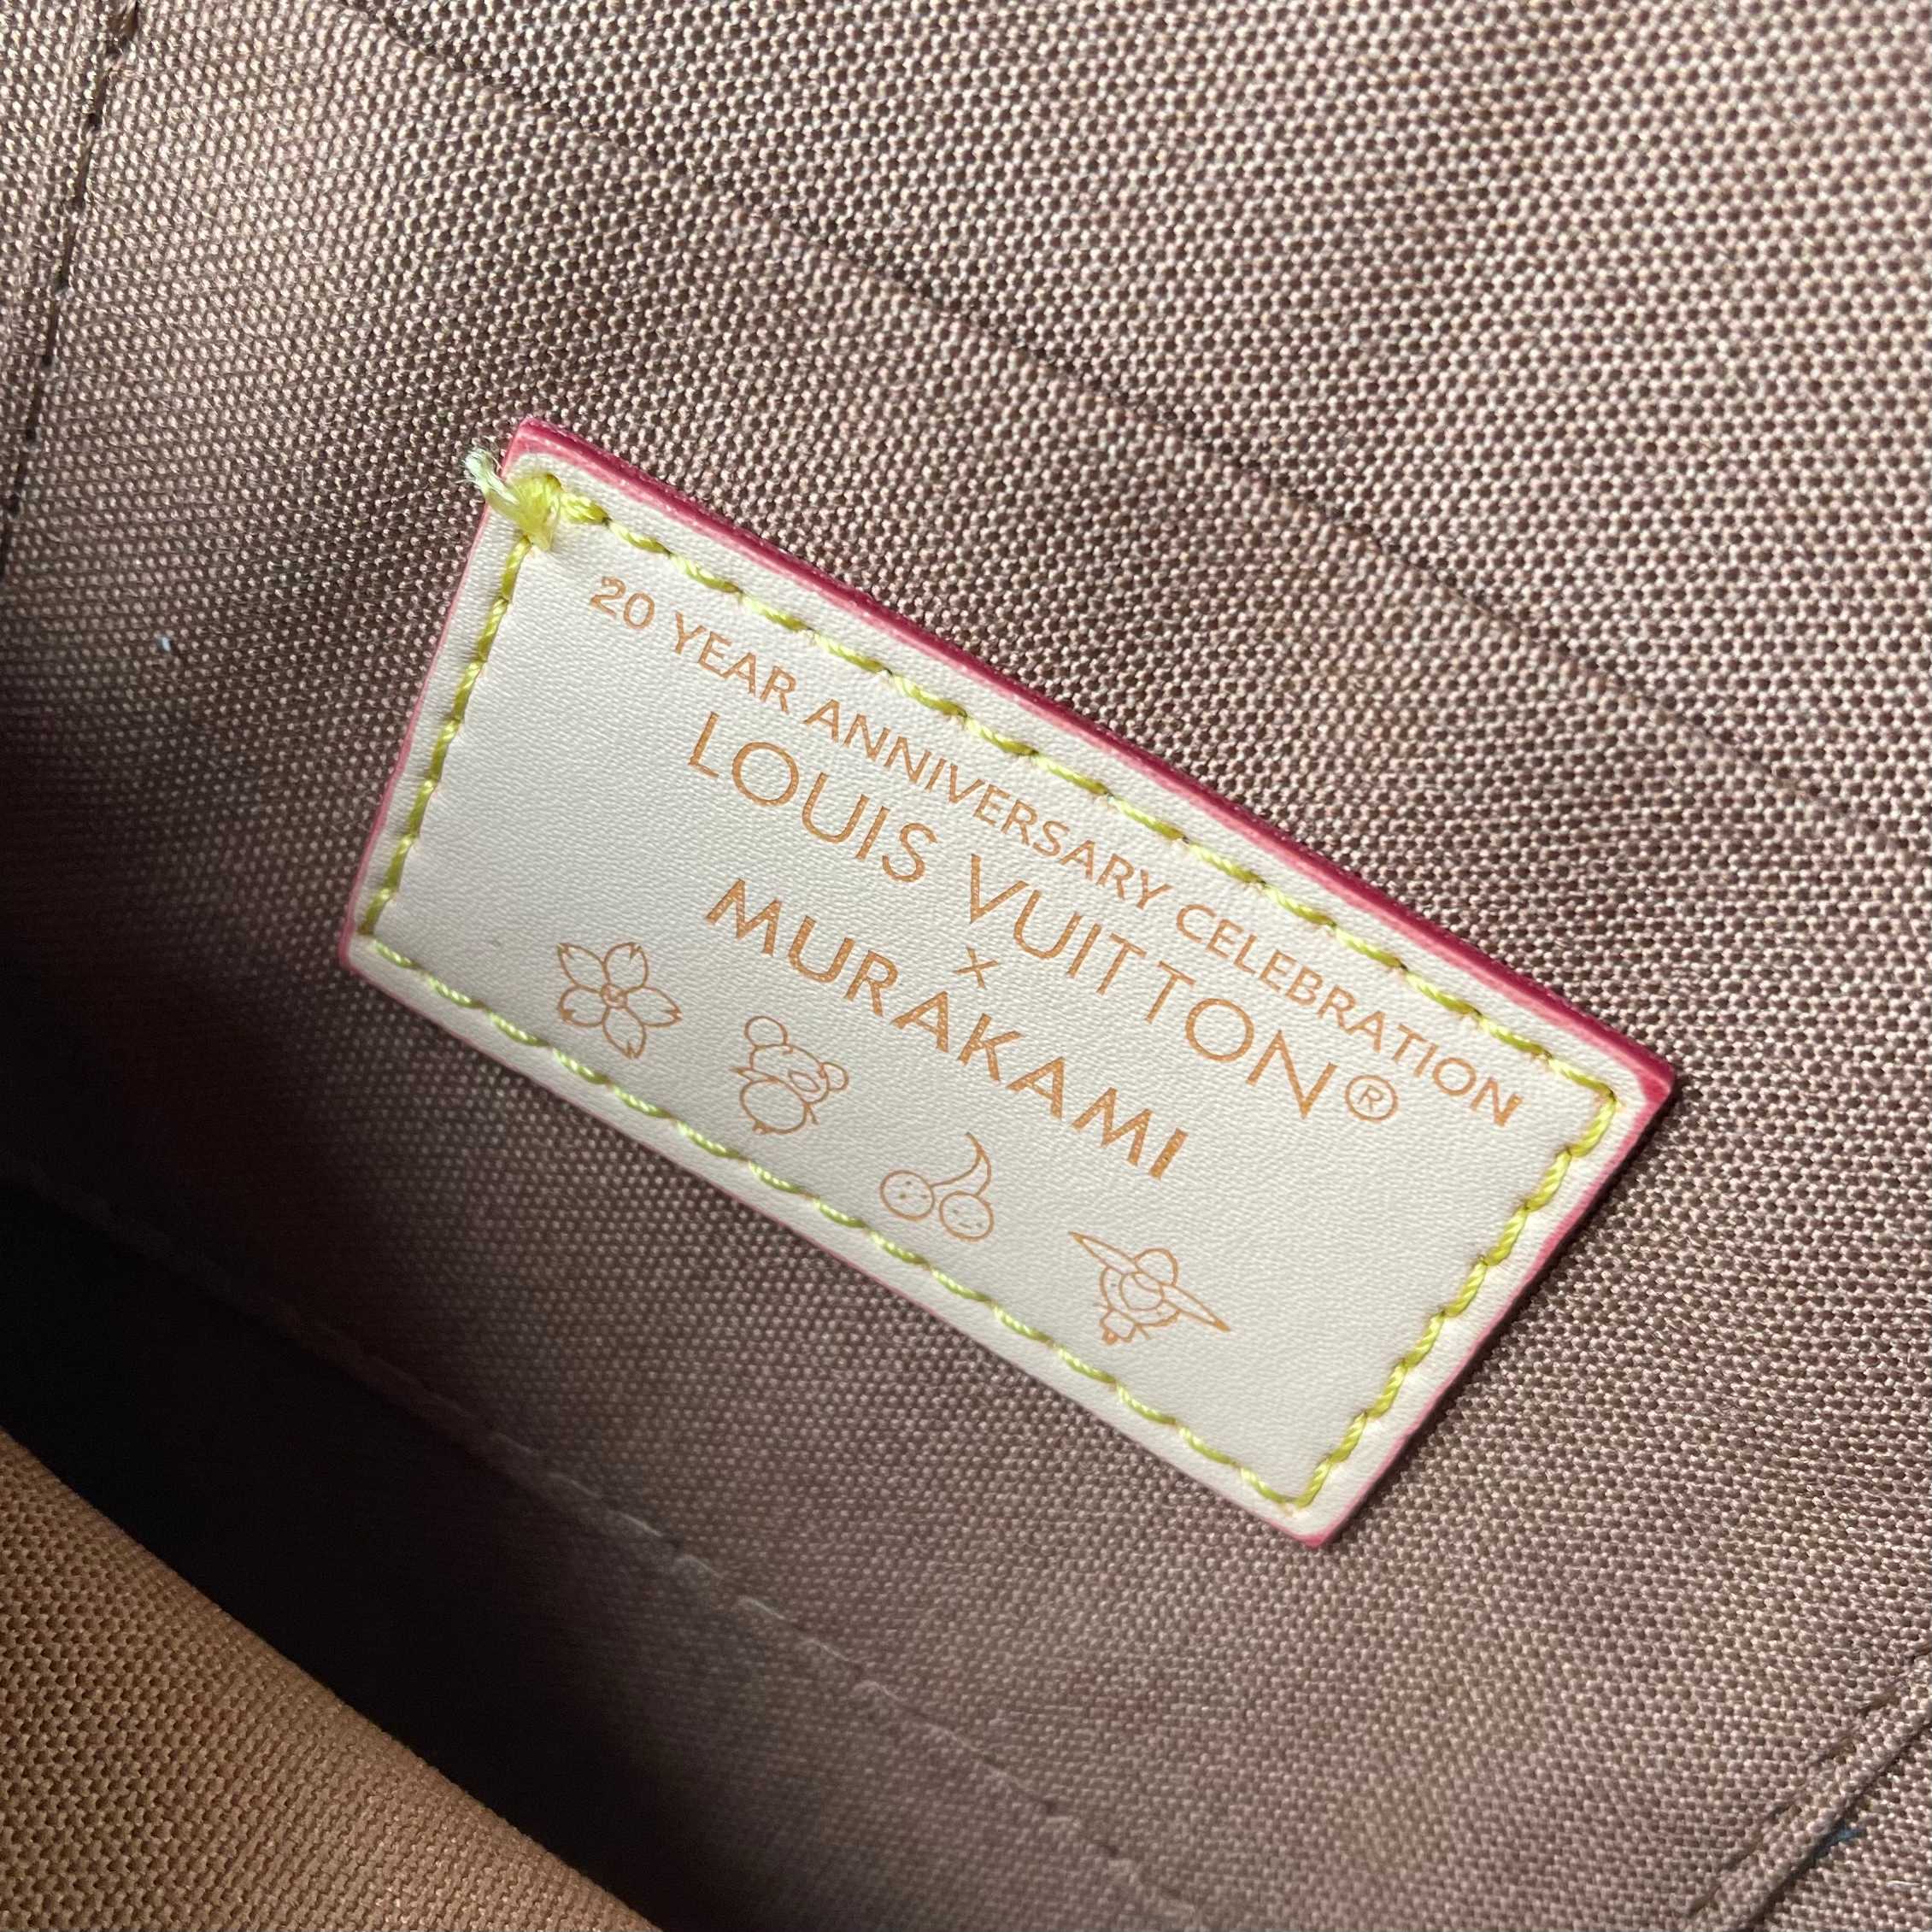 20 YEAR ANNIVERSARY CELEBRATION
LOUIS VUITTON®
×
MURAKAMI